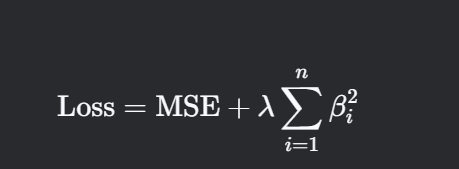 Loss = MSE + λ ∑_{i=1}^{n} β_i^2